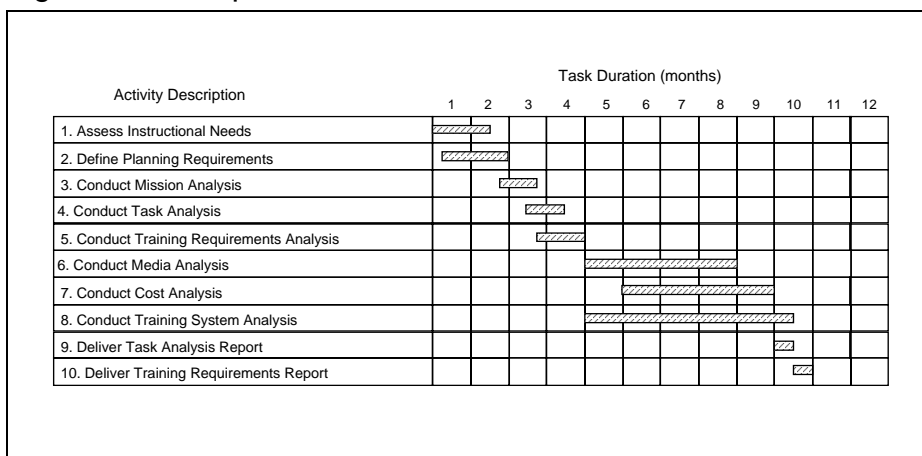 Task Duration (months)
Activity Description
1 2 3 4 5 6 7 8 9 10 11 12
1. Assess Instructional Needs
2. Define Planning Requirements
3. Conduct Mission Analysis
4. Conduct Task Analysis
5. Conduct Training Requirements Analysis
6. Conduct Media Analysis
7. Conduct Cost Analysis
8. Conduct Training System Analysis
9. Deliver Task Analysis Report
10. Deliver Training Requirements Report